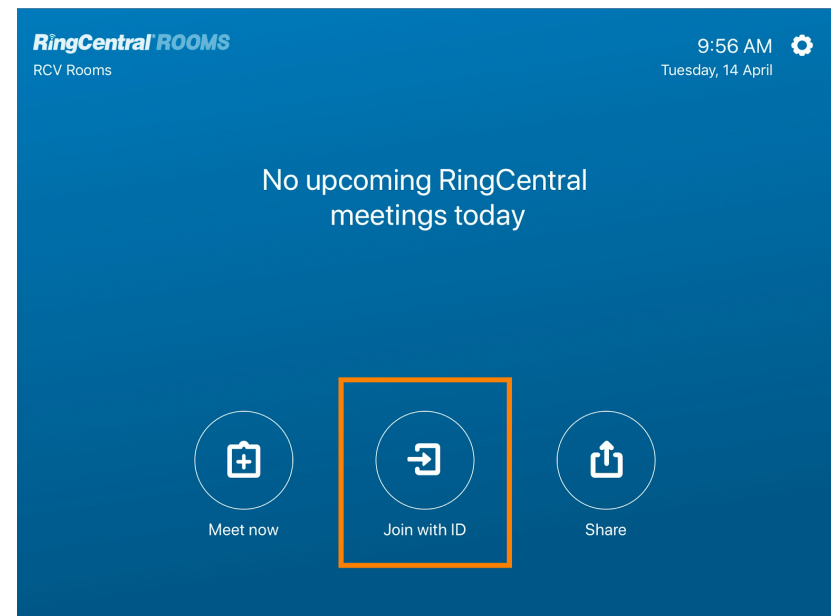 RingCentral ROOMS
RCV Rooms
9:56 AM
Tuesday, 14 April
No upcoming RingCentral
meetings today
Meet now
Join with ID
Share